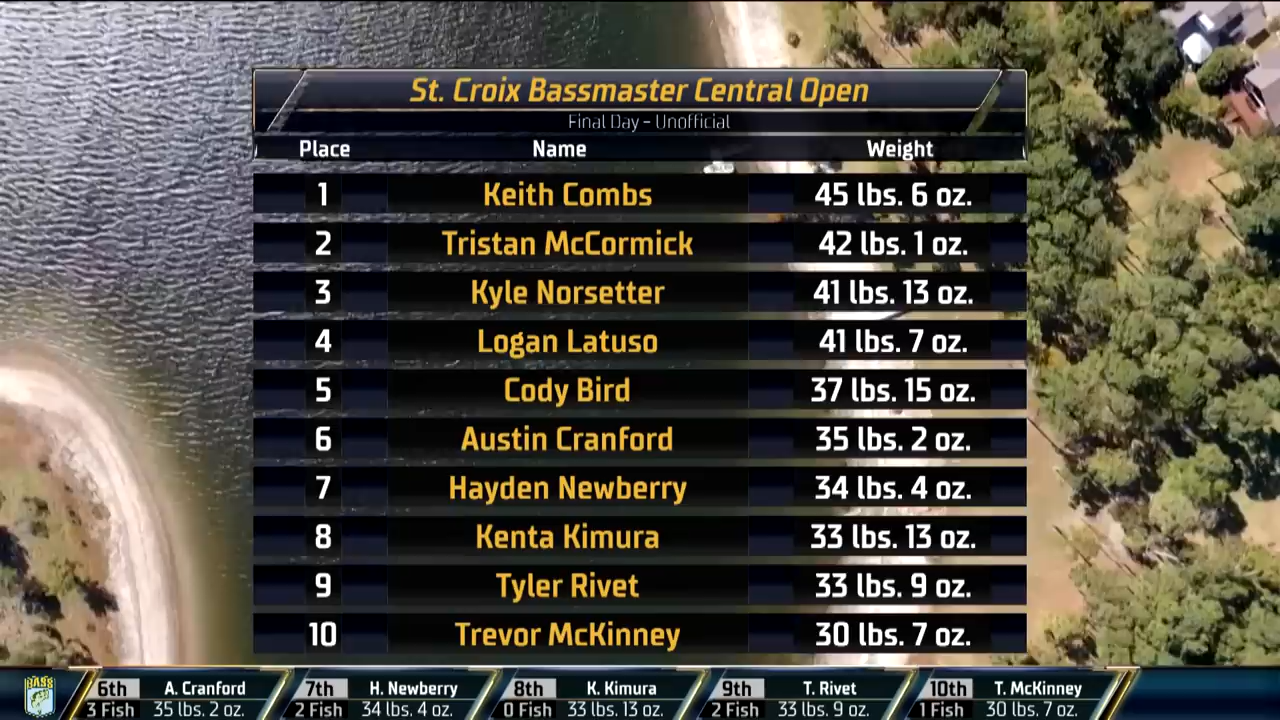 St. Croix Bassmaster Central Open
Final Day - Unofficial
Place Name Weight
1 Keith Combs 45 lbs. 6 oz.
2 Tristan McCormick 42 lbs. 1 oz.
3 Kyle Norsetter 41 lbs. 13 oz.
4 Logan Latuso 41 lbs. 7 oz.
5 Cody Bird 37 lbs. 15 oz.
6 Austin Cranford 35 lbs. 2 oz.
7 Hayden Newberry 34 lbs. 4 oz.
8 Kenta Kimura 33 lbs. 13 oz.
9 Tyler Rivet 33 lbs. 9 oz.
10 Trevor McKinney 30 lbs. 7 oz.
BASS
6th A. Cranford
3 Fish 35 lbs. 2 oz.
7th H. Newberry
2 Fish 34 lbs. 4 oz.
8th K. Kimura
0 Fish 33 lbs. 13 oz.
9th T. Rivet
2 Fish 33 lbs. 9 oz.
10th T. McKinney
1 Fish 30 lbs. 7 oz.